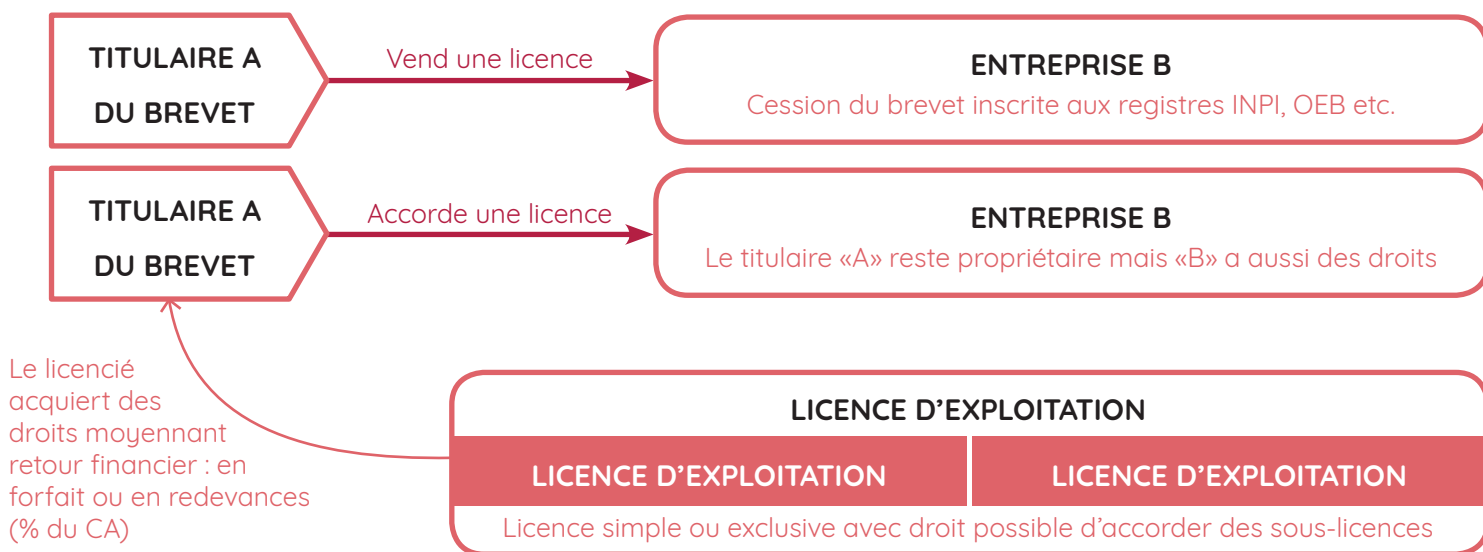 TITULAIRE A
DU BREVET
Vend une licence
ENTREPRISE B
Cession du brevet inscrite aux registres INPI, OEB etc.
TITULAIRE A
DU BREVET
Accorde une licence
ENTREPRISE B
Le titulaire «A» reste propriétaire mais «B» a aussi des droits
Le licencié
acquiert des
droits moyennant
retour financier : en
forfait ou en redevances
(% du CA)
LICENCE D’EXPLOITATION
LICENCE D’EXPLOITATION
LICENCE D’EXPLOITATION
Licence simple ou exclusive avec droit possible d’accorder des sous-licences